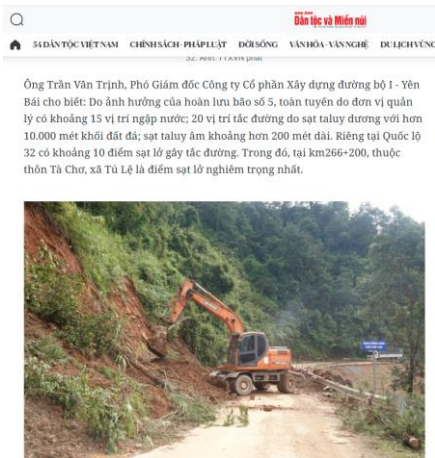 Dân tộc và Miền núi
54 DÂN TỘC VIỆT NAM CHÍNH SÁCH - PHÁP LUẬT ĐỜI SỐNG VĂN HÓA - VĂN NGHỆ DU LỊCH VÙNG
32. Ảnh: TTXVN phát
Ông Trần Văn Trịnh, Phó Giám đốc Công ty Cổ phần Xây dựng đường bộ I - Yên
Bái cho biết: Do ảnh hưởng của hoàn lưu bão số 5, toàn tuyến do đơn vị quản
lý có khoảng 15 vị trí ngập nước; 20 vị trí tắc đường do sạt taluy dương với hơn
10.000 mét khối đất đá; sạt taluy âm khoảng hơn 200 mét dài. Riêng tại Quốc lộ
32 có khoảng 10 điểm sạt lở gây tắc đường. Trong đó, tại km266+200, thuộc
thôn Tà Chơ, xã Tú Lệ là điểm sạt lở nghiêm trọng nhất.